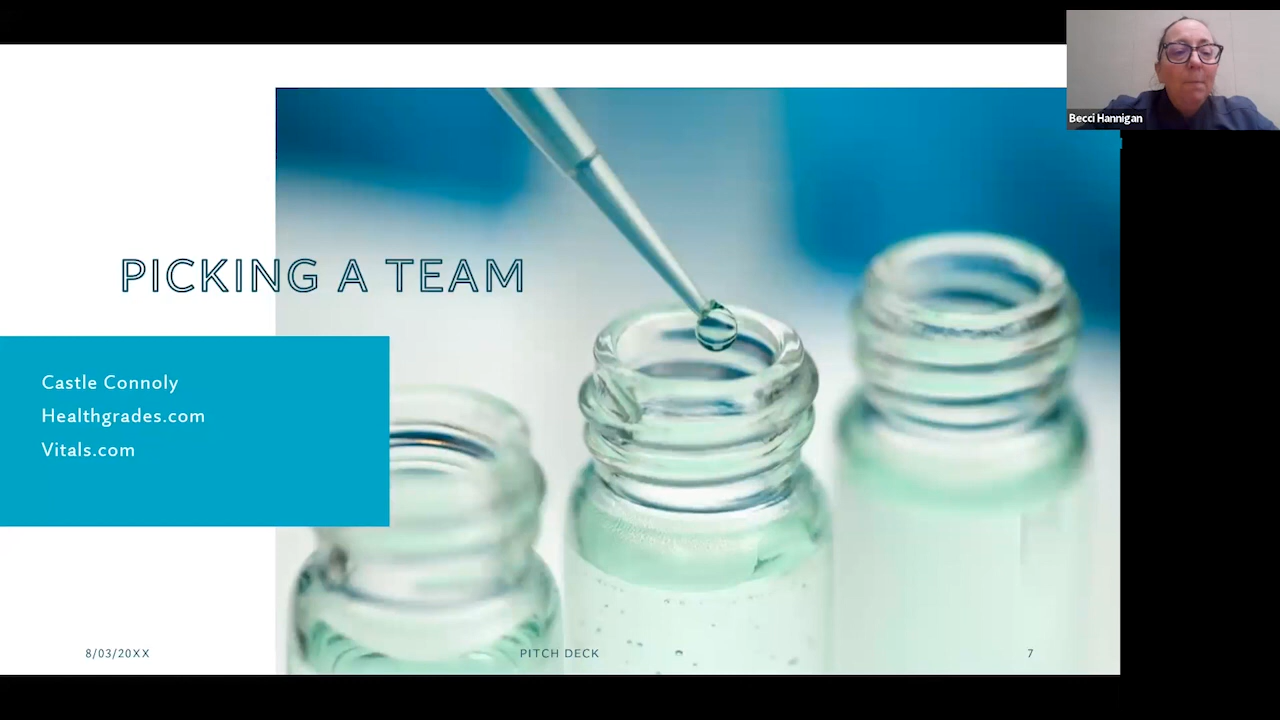 Becci Hannigan
PICKING A TEAM
Castle Connoly
Healthgrades.com
Vitals.com
8/03/20XX
PITCH DECK
7